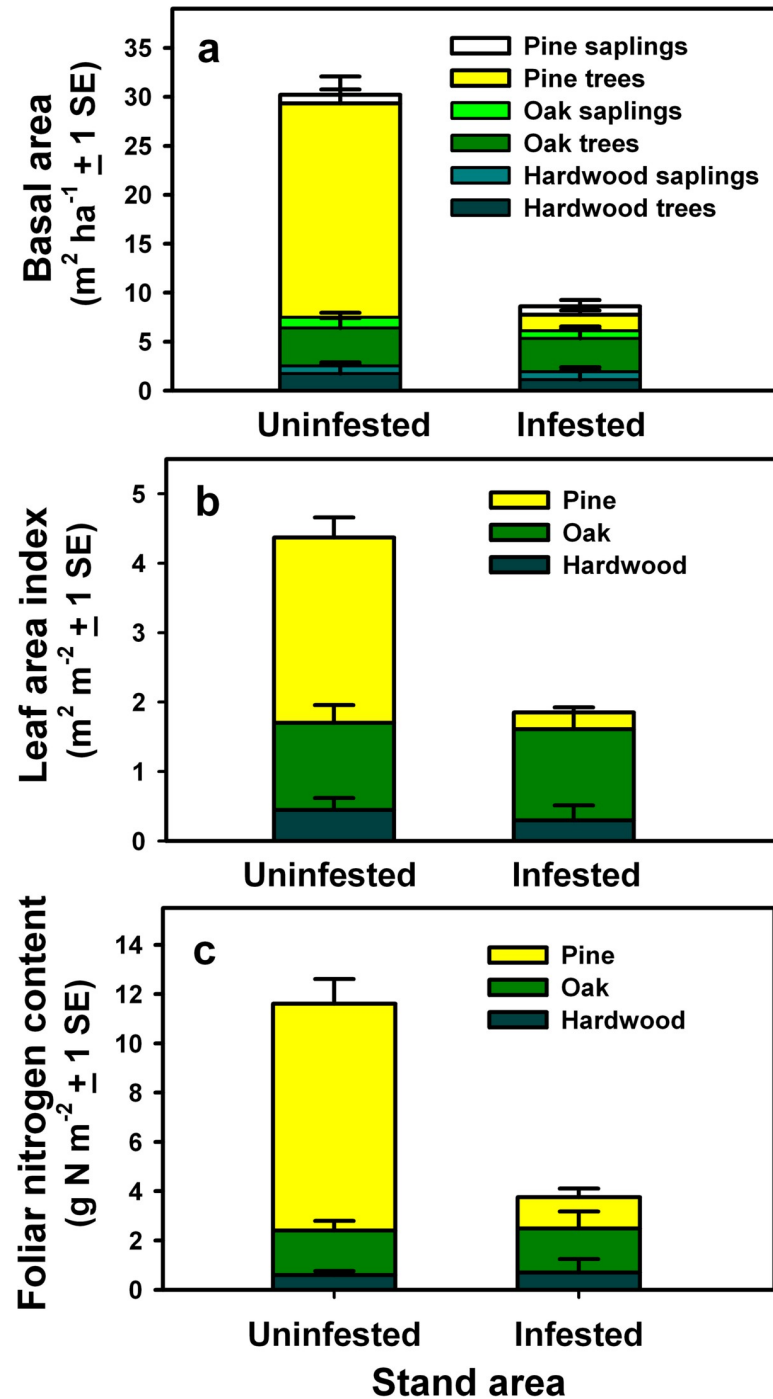 a
Basal area
(m² ha⁻¹ ± 1 SE)
35
30
25
20
15
10
5
0
Pine saplings
Pine trees
Oak saplings
Oak trees
Hardwood saplings
Hardwood trees
Uninfested Infested
b
Leaf area index
(m² m⁻² ± 1 SE)
5
4
3
2
1
0
Pine
Oak
Hardwood
Uninfested Infested
c
Foliar nitrogen content
(g N m⁻² ± 1 SE)
14
12
10
8
6
4
2
0
Pine
Oak
Hardwood
Uninfested Infested
Stand area